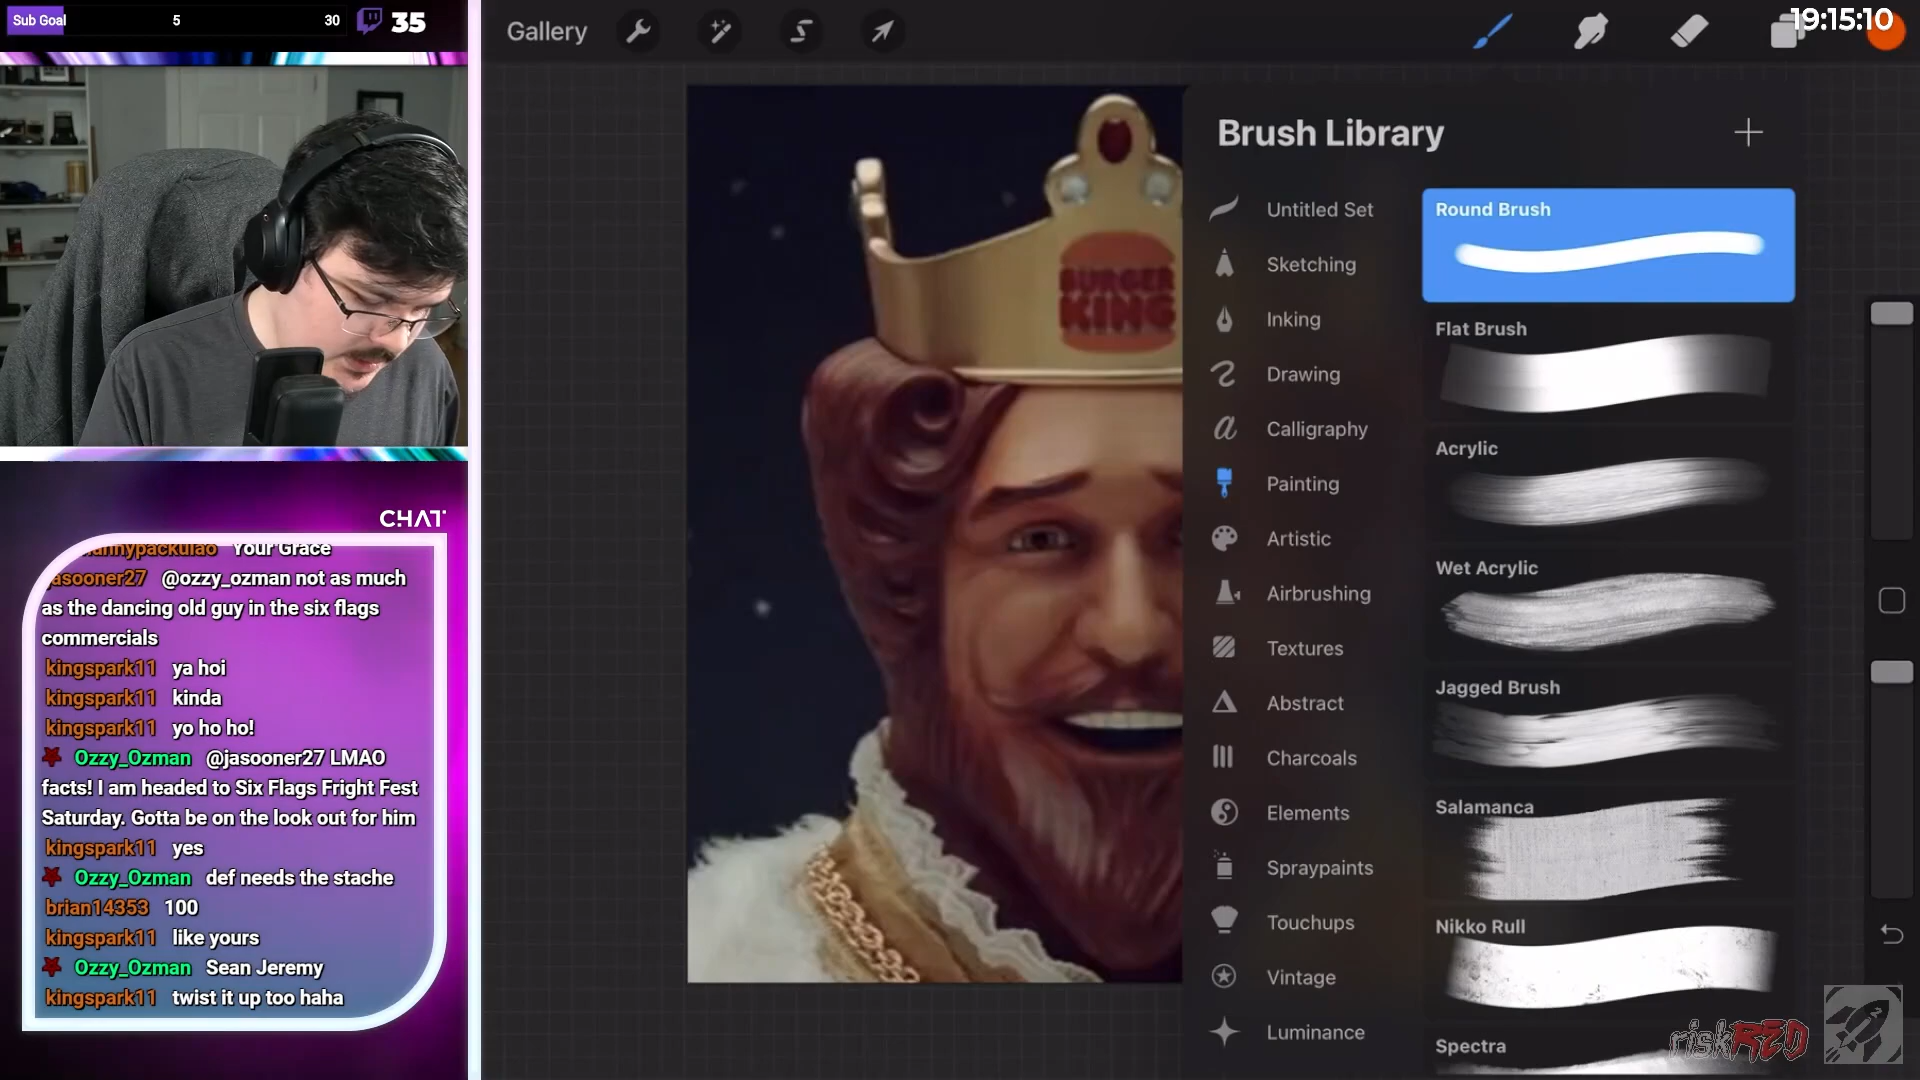 Sub Goal 5 30 35
Gallery
19:15:10
BURGER
KING
Brush Library
Untitled Set
Sketching
Inking
Drawing
Calligraphy
Painting
Artistic
Airbrushing
Textures
Abstract
Charcoals
Elements
Spraypaints
Touchups
Vintage
Luminance
Round Brush
Flat Brush
Acrylic
Wet Acrylic
Jagged Brush
Salamanca
Nikko Rull
Spectra
CHAT
Your Grace
jasooner27 @ozzy_ozman not as much
as the dancing old guy in the six flags
commercials
kingspark11 ya hoi
kingspark11 kinda
kingspark11 yo ho ho!
Ozzy_Ozman @jasooner27 LMAO
facts! I am headed to Six Flags Fright Fest
Saturday. Gotta be on the look out for him
kingspark11 yes
Ozzy_Ozman def needs the stache
brian14353 100
kingspark11 like yours
Ozzy_Ozman Sean Jeremy
kingspark11 twist it up too haha
riskRED